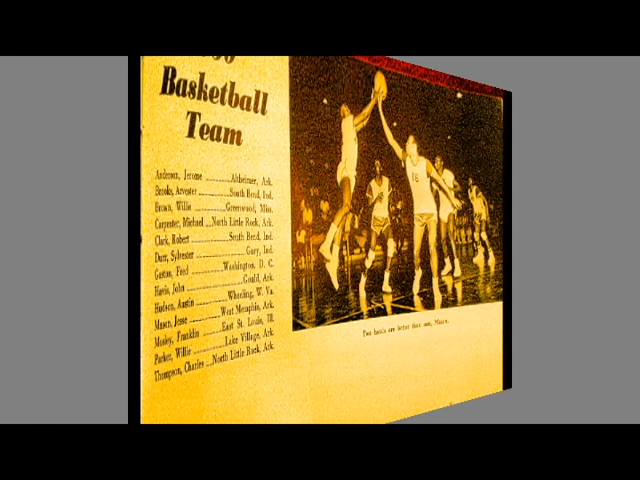 Basketball
Team
Anderson, Jerome ........ Altheimer, Ark.
Brooks, Arvester ........ South Bend, Ind.
Brown, Willie ........ Greenwood, Miss.
Carpenter, Michael .... North Little Rock, Ark.
Clark, Robert ........ South Bend, Ind.
Durr, Sylvester ........ Gary, Ind.
Gaston, Fred ........ Washington, D. C.
Havis, John ........ Gould, Ark.
Hudson, Austin ........ Wheeling, W. Va.
Mason, Jesse ........ West Memphis, Ark.
Mosley, Franklin ........ East St. Louis, Ill.
Parker, Willie ........ Lake Village, Ark.
Thompson, Charles .... North Little Rock, Ark.
16
Two hands are better than one, Mason.